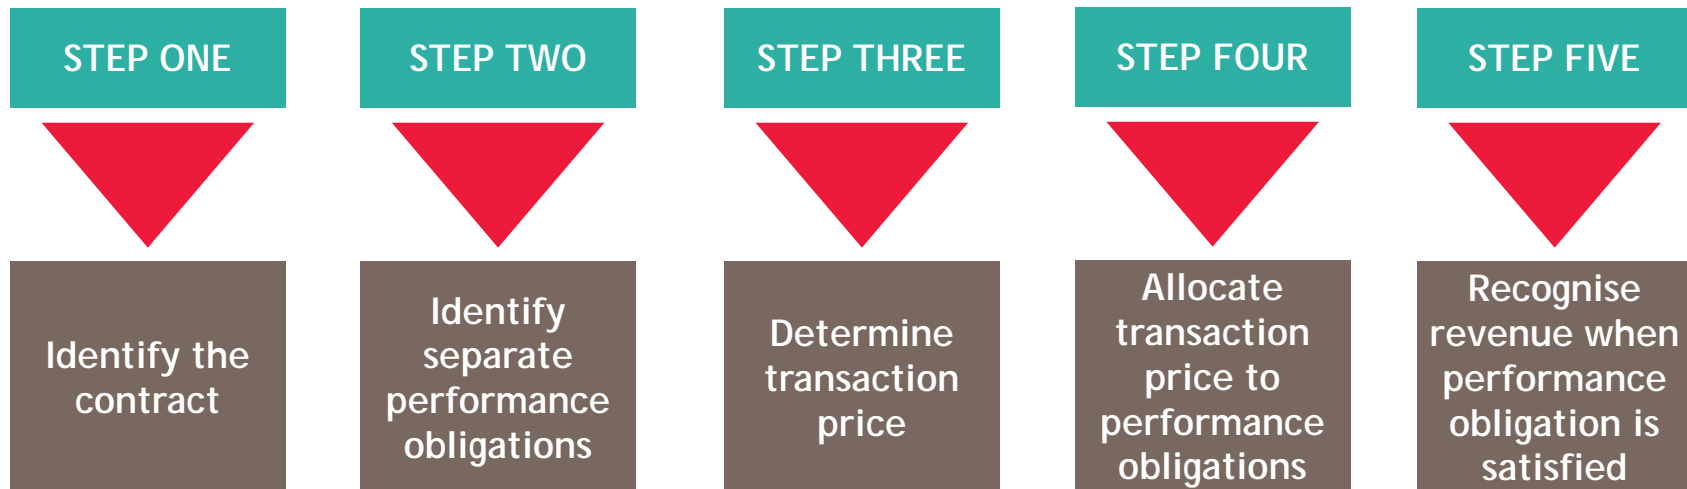 STEP ONE
STEP TWO
STEP THREE
STEP FOUR
STEP FIVE
Identify the
contract
Identify
separate
performance
obligations
Determine
transaction
price
Allocate
transaction
price to
performance
obligations
Recognise
revenue when
performance
obligation is
satisfied